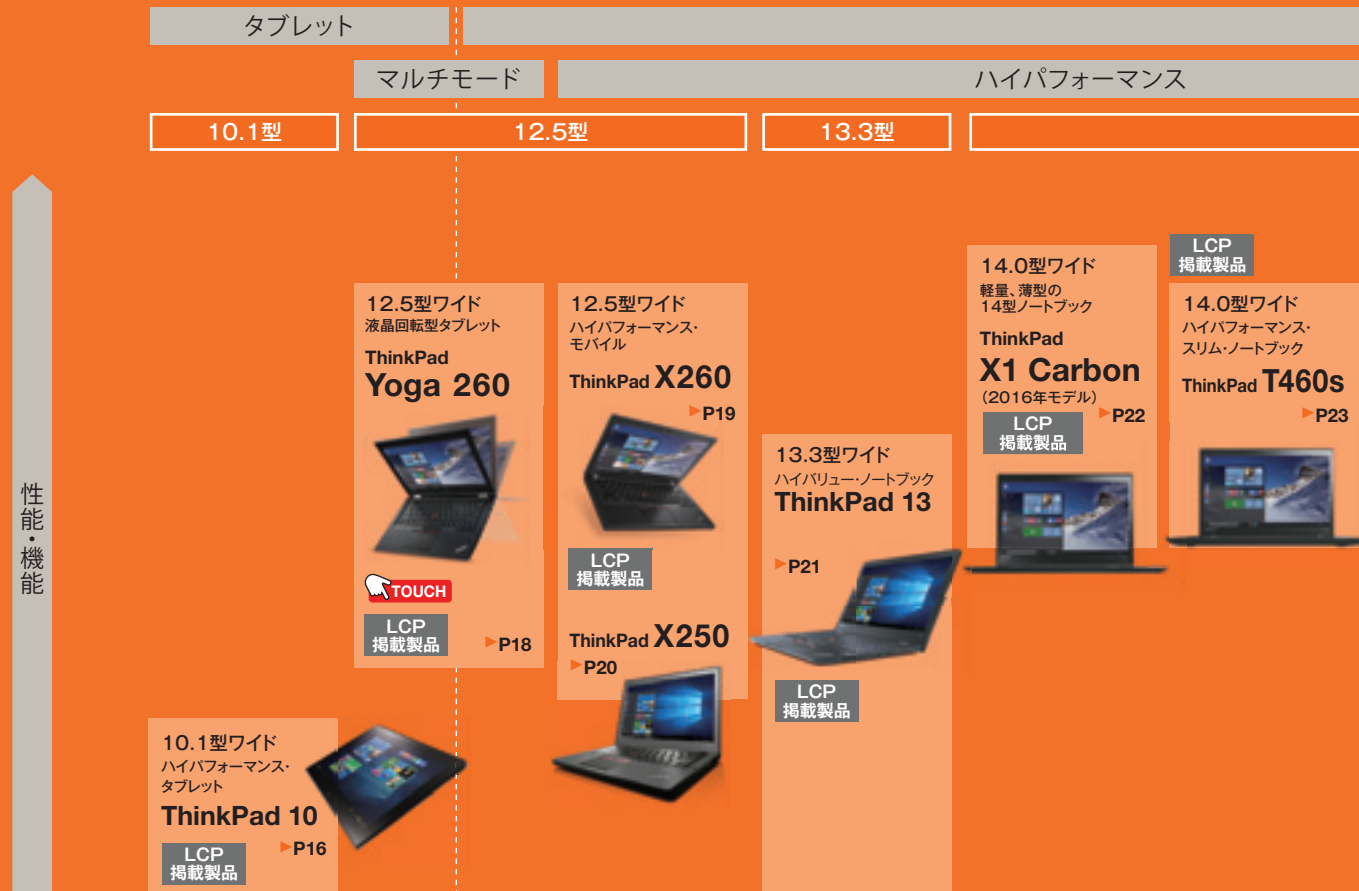 タブレット
マルチモード
ハイパフォーマンス
10.1型
12.5型
13.3型
性能・機能
10.1型ワイド
ハイパフォーマンス・
タブレット
ThinkPad 10
▶P16
LCP
掲載製品
12.5型ワイド
液晶回転型タブレット
ThinkPad
Yoga 260
TOUCH
LCP
掲載製品
▶P18
12.5型ワイド
ハイパフォーマンス・
モバイル
ThinkPad X260
▶P19
LCP
掲載製品
ThinkPad X250
▶P20
13.3型ワイド
ハイバリュー・ノートブック
ThinkPad 13
▶P21
LCP
掲載製品
14.0型ワイド
軽量、薄型の
14型ノートブック
ThinkPad
X1 Carbon
(2016年モデル)
▶P22
LCP
掲載製品
LCP
掲載製品
14.0型ワイド
ハイパフォーマンス・
スリム・ノートブック
ThinkPad T460s
▶P23